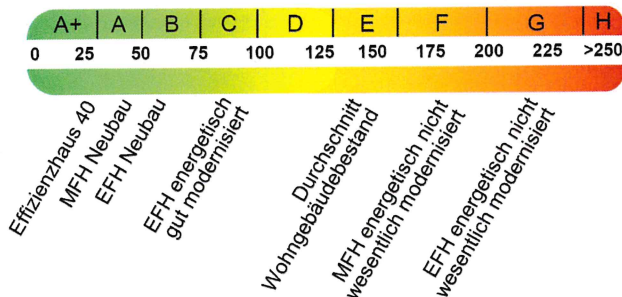 A+ A B C D E F G H
0 25 50 75 100 125 150 175 200 225 >250
Effizienzhaus 40
MFH Neubau
EFH Neubau
EFH energetisch
gut modernisiert
Durchschnitt
Wohngebäudebestand
MFH energetisch nicht
wesentlich modernisiert
EFH energetisch nicht
wesentlich modernisiert